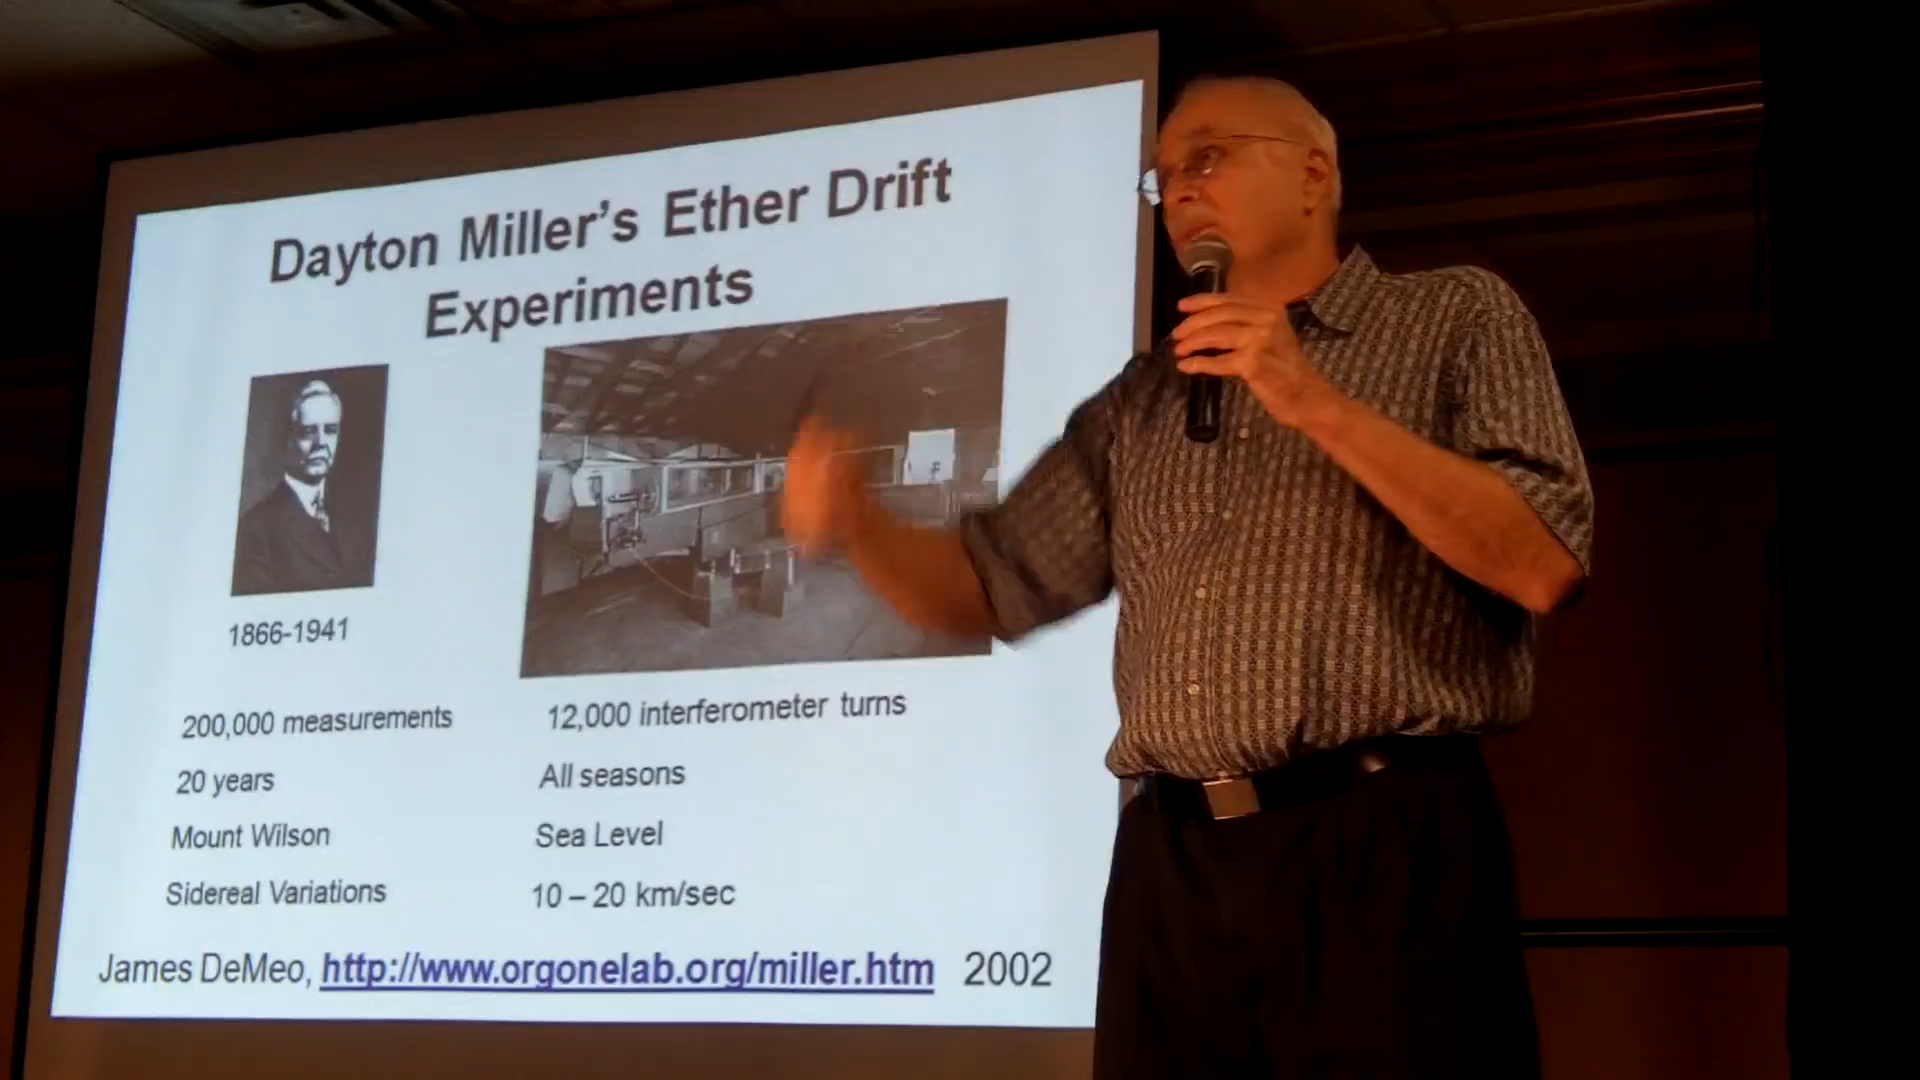 Dayton Miller's Ether Drift
Experiments
1866-1941
200,000 measurements
12,000 interferometer turns
20 years
All seasons
Mount Wilson
Sea Level
Sidereal Variations
10 – 20 km/sec
James DeMeo, http://www.orgonelab.org/miller.htm 2002